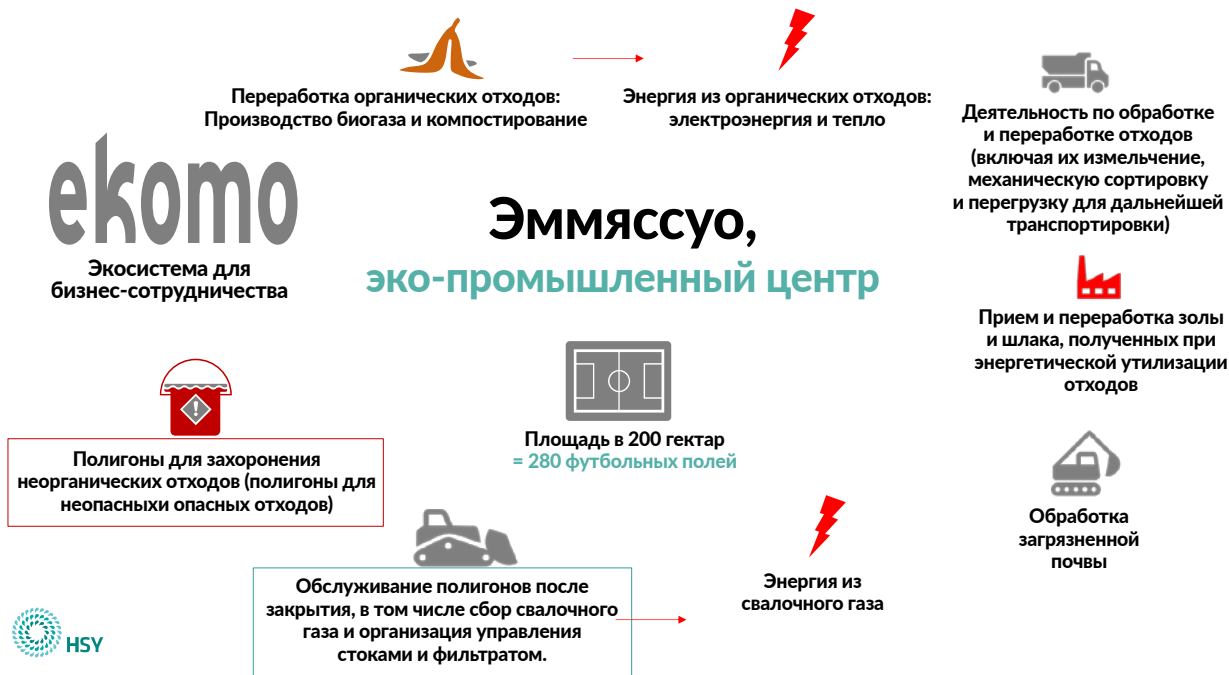 Переработка органических отходов:
Производство биогаза и компостирование
Энергия из органических отходов:
электроэнергия и тепло
Деятельность по обработке
и переработке отходов
(включая их измельчение,
механическую сортировку
и перегрузку для дальнейшей
транспортировки)
ekomo
Экосистема для
бизнес-сотрудничества
Эммяссуо,
эко-промышленный центр
Прием и переработка золы
и шлака, полученных при
энергетической утилизации
отходов
!
Полигоны для захоронения
неорганических отходов (полигоны для
неопасныхи опасных отходов)
Площадь в 200 гектар
= 280 футбольных полей
Обработка
загрязненной
почвы
Обслуживание полигонов после
закрытия, в том числе сбор свалочного
газа и организация управления
стоками и фильтратом.
Энергия из
свалочного газа
HSY